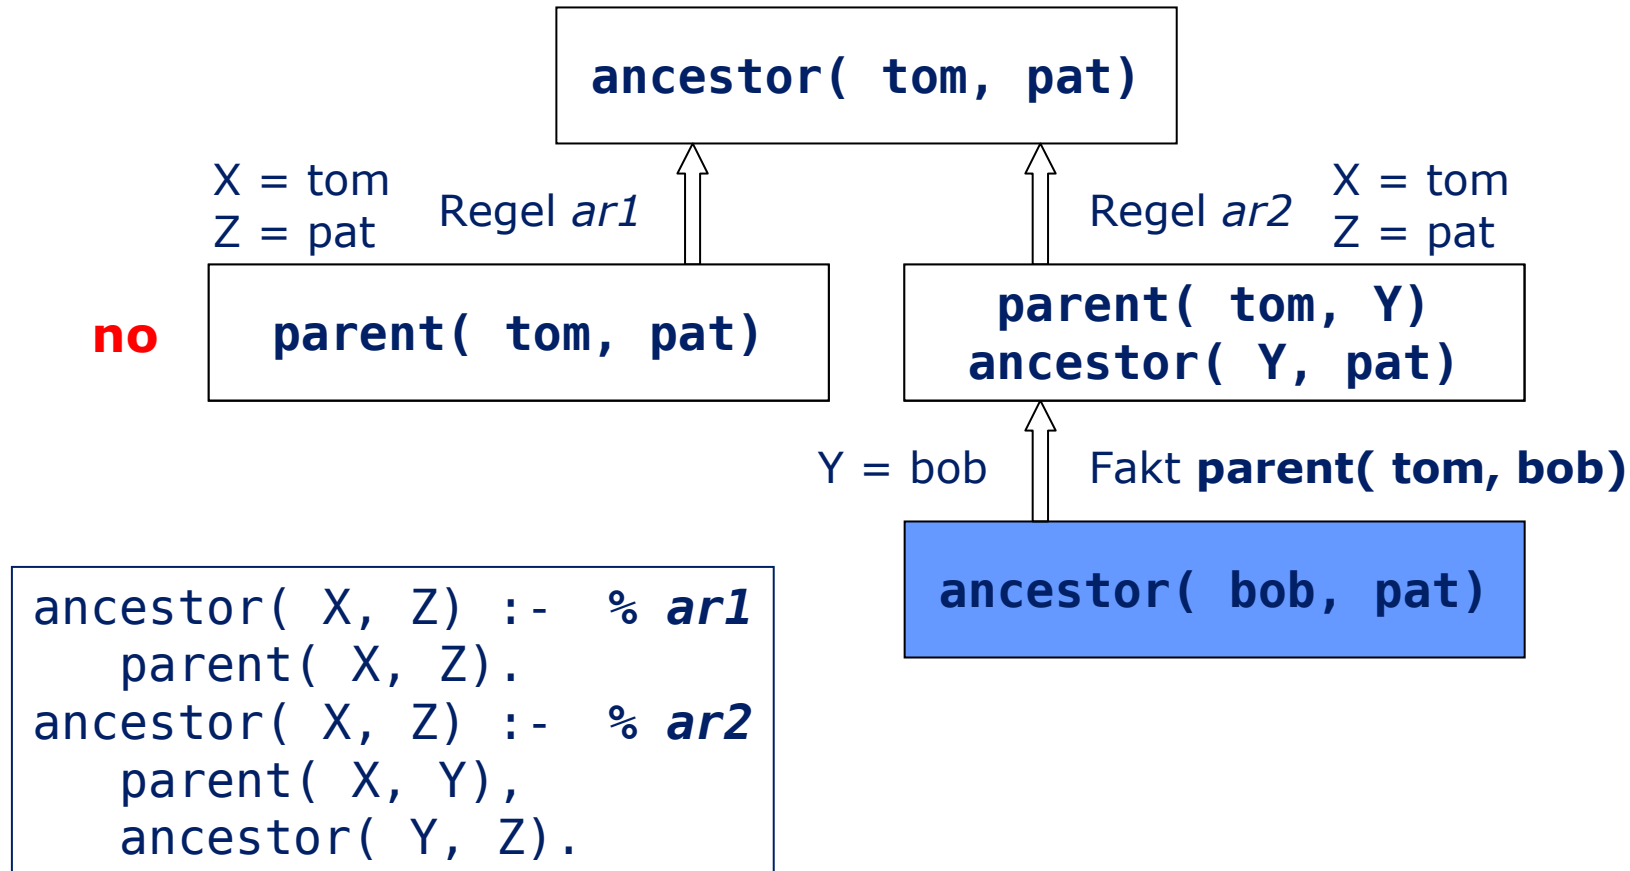 ancestor( tom, pat)
X = tom
Z = pat
Regel ar1
Regel ar2
X = tom
Z = pat
no
parent( tom, pat)
parent( tom, Y)
ancestor( Y, pat)
Y = bob
Fakt parent( tom, bob)
ancestor( bob, pat)
ancestor( X, Z) :-  % ar1
   parent( X, Z).
ancestor( X, Z) :-  % ar2
   parent( X, Y),
   ancestor( Y, Z).